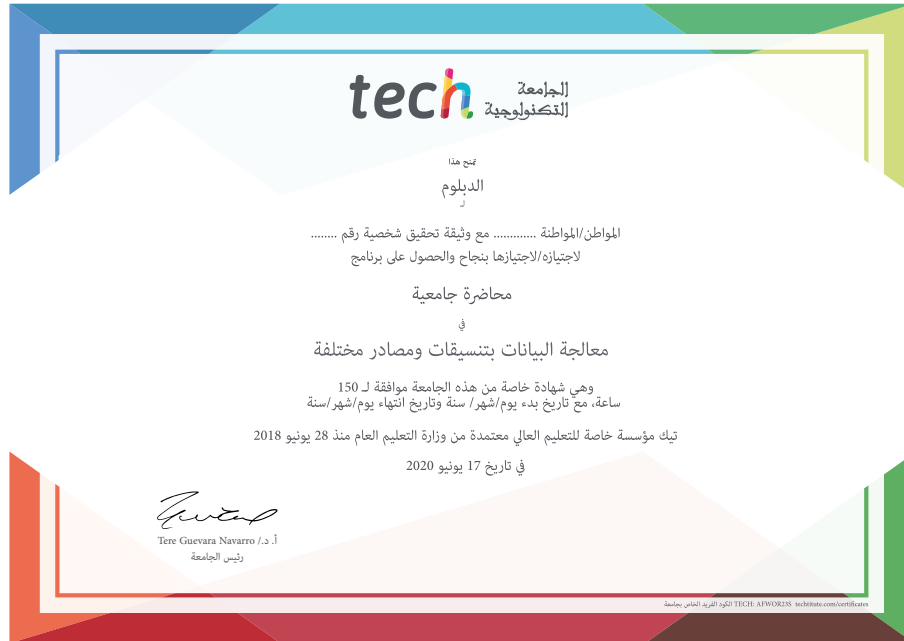 tech الجامعة
التكنولوجية
تمنح هذا
الدبلوم
لـ
المواطن/المواطنة ............. مع وثيقة تحقيق شخصية رقم ........
لاجتيازه/لاجتيازها بنجاح والحصول على برنامج
محاضرة جامعية
في
معالجة البيانات بتنسيقات ومصادر مختلفة
وهي شهادة خاصة من هذه الجامعة موافقة لـ 150
ساعة، مع تاريخ بدء يوم/شهر/ سنة وتاريخ انتهاء يوم/شهر/سنة
تيك مؤسسة خاصة للتعليم العالي معتمدة من وزارة التعليم العام منذ 28 يونيو 2018
في تاريخ 17 يونيو 2020
أ. د./ Tere Guevara Navarro
رئيس الجامعة
الكود الفريد الخاص بجامعة TECH: AFWOR23S techtitute.com/certificates